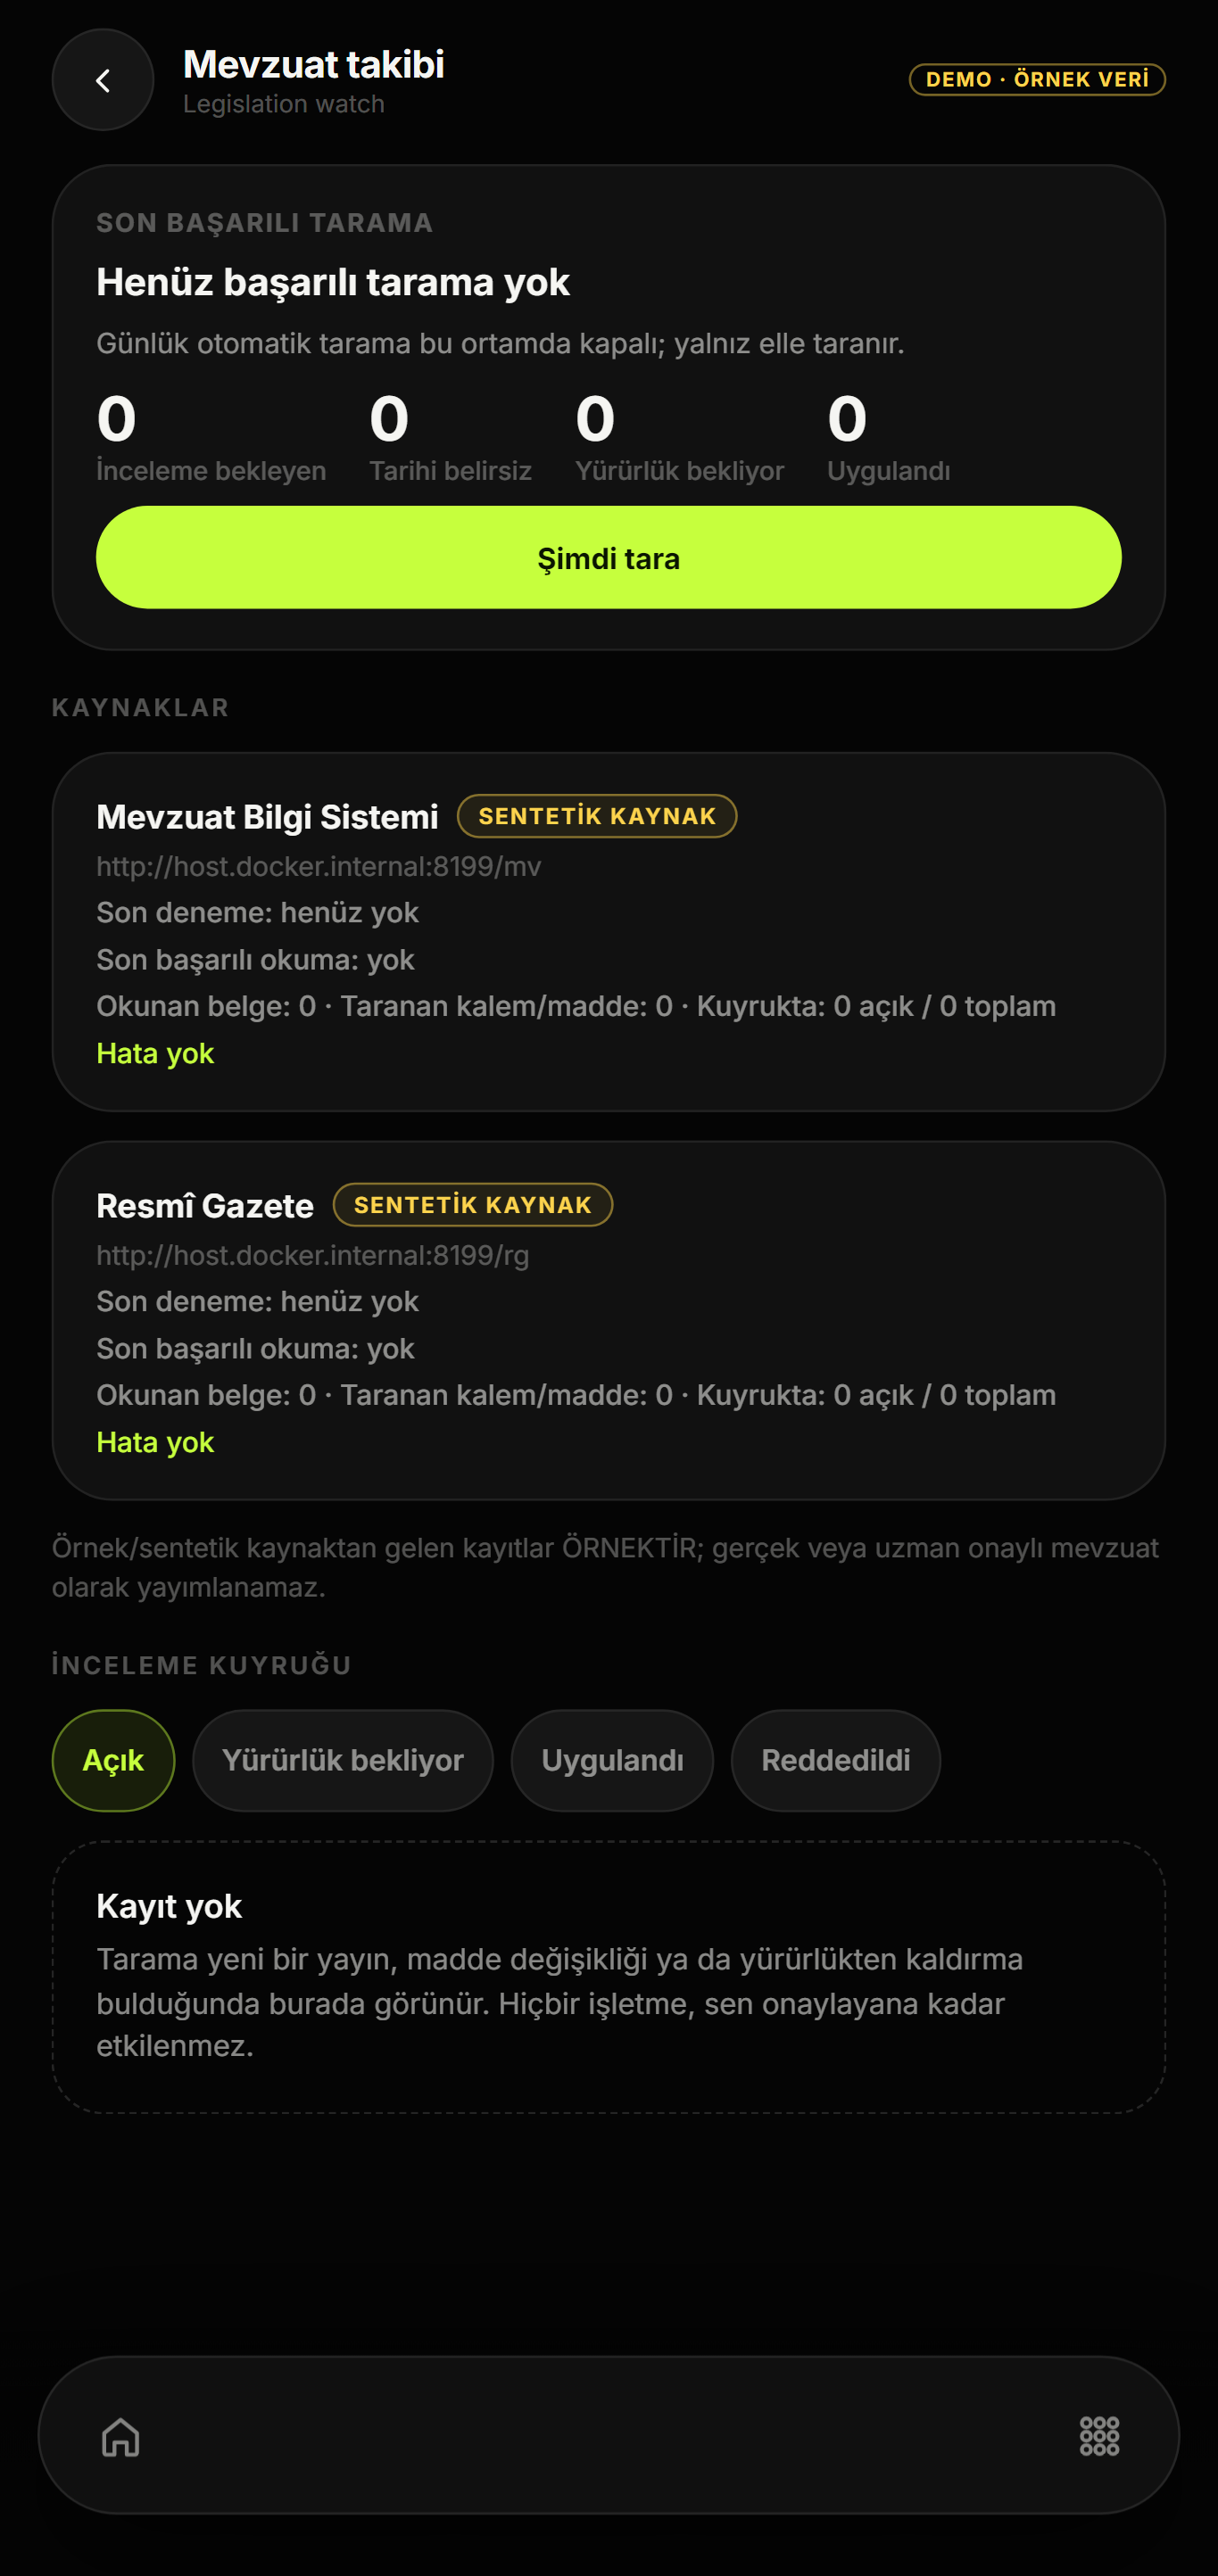 Mevzuat takibi
Legislation watch
DEMO · ÖRNEK VERİ
SON BAŞARILI TARAMA
Henüz başarılı tarama yok
Günlük otomatik tarama bu ortamda kapalı; yalnız elle taranır.
0 0 0 0
İnceleme bekleyen Tarihi belirsiz Yürürlük bekliyor Uygulandı
Şimdi tara
KAYNAKLAR
Mevzuat Bilgi Sistemi SENTETİK KAYNAK
http://host.docker.internal:8199/mv
Son deneme: henüz yok
Son başarılı okuma: yok
Okunan belge: 0 · Taranan kalem/madde: 0 · Kuyrukta: 0 açık / 0 toplam
Hata yok
Resmî Gazete SENTETİK KAYNAK
http://host.docker.internal:8199/rg
Son deneme: henüz yok
Son başarılı okuma: yok
Okunan belge: 0 · Taranan kalem/madde: 0 · Kuyrukta: 0 açık / 0 toplam
Hata yok
Örnek/sentetik kaynaktan gelen kayıtlar ÖRNEKTİR; gerçek veya uzman onaylı mevzuat
olarak yayımlanamaz.
İNCELEME KUYRUĞU
Açık Yürürlük bekliyor Uygulandı Reddedildi
Kayıt yok
Tarama yeni bir yayın, madde değişikliği ya da yürürlükten kaldırma
bulduğunda burada görünür. Hiçbir işletme, sen onaylayana kadar
etkilenmez.